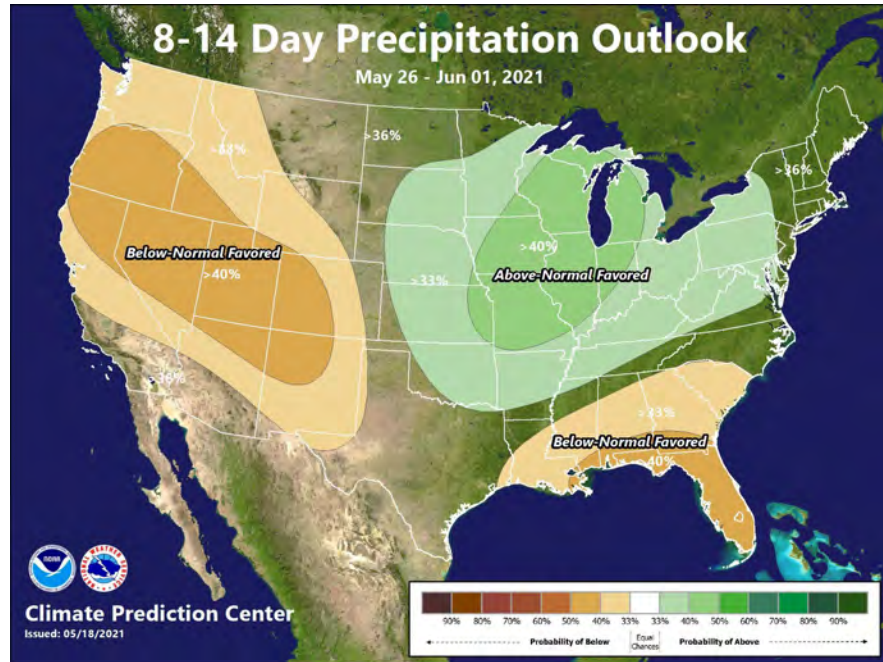 8-14 Day Precipitation Outlook
May 26 - Jun 01, 2021
>36%
>36%
Below-Normal Favored
>40%
>40%
Above-Normal Favored
>33%
>36%
>33%
Below-Normal Favored
40%
NOAA
Climate Prediction Center
Issued: 05/18/2021
90% 80% 70% 60% 50% 40% 33% 33% 40% 50% 60% 70% 80% 90%
Probability of Below Equal Chances Probability of Above